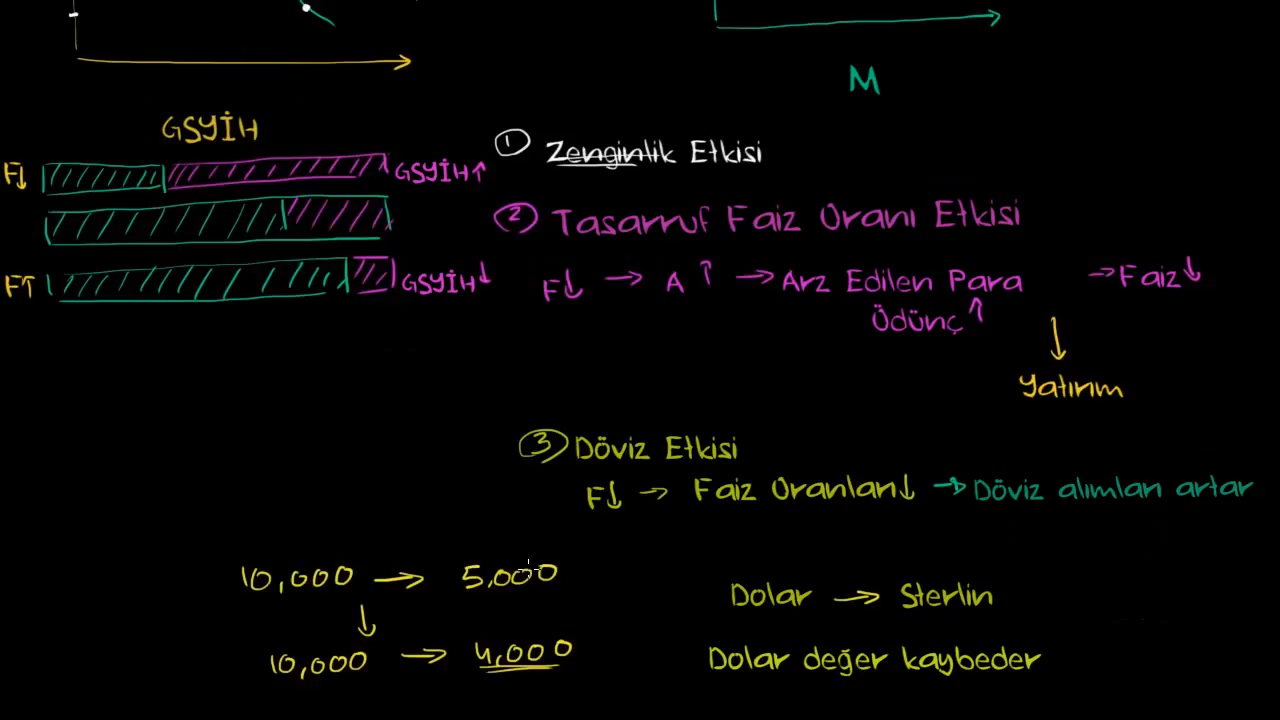 M
GSYİH
① Zenginlik Etkisi
F↓ GSYİH↑
② Tasarruf Faiz Oranı Etkisi
F↑ GSYİH↓
F↓ → A↑ → Arz Edilen Para → Faiz↓
Ödünç↑
↓
Yatırım
③ Döviz Etkisi
F↓ → Faiz Oranları↓ → Döviz alımları artar
10,000 → 5,000
Dolar → Sterlin
↓
10,000 → 4,000
Dolar değer kaybeder